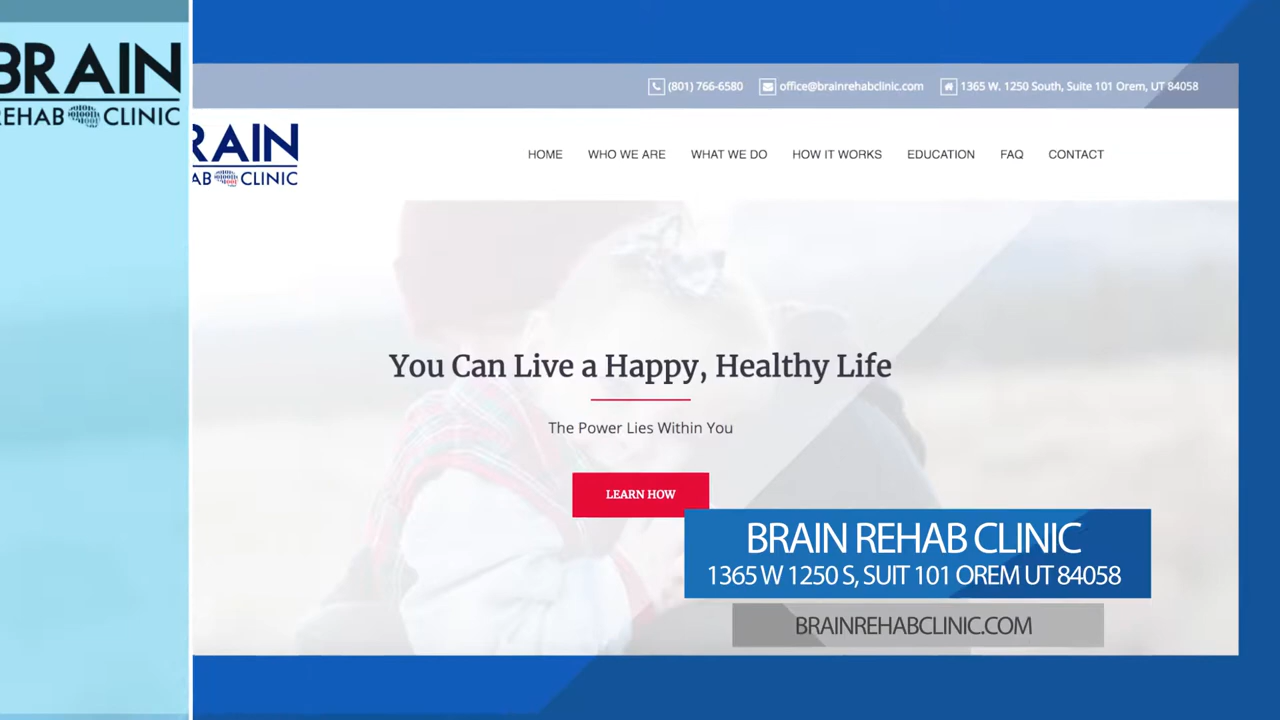 BRAIN
REHAB CLINIC
(801) 766-6580 office@brainrehabclinic.com 1365 W. 1250 South, Suite 101 Orem, UT 84058
RAIN
AB CLINIC
HOME WHO WE ARE WHAT WE DO HOW IT WORKS EDUCATION FAQ CONTACT
You Can Live a Happy, Healthy Life
The Power Lies Within You
LEARN HOW
BRAIN REHAB CLINIC
1365 W 1250 S, SUIT 101 OREM UT 84058
BRAINREHABCLINIC.COM